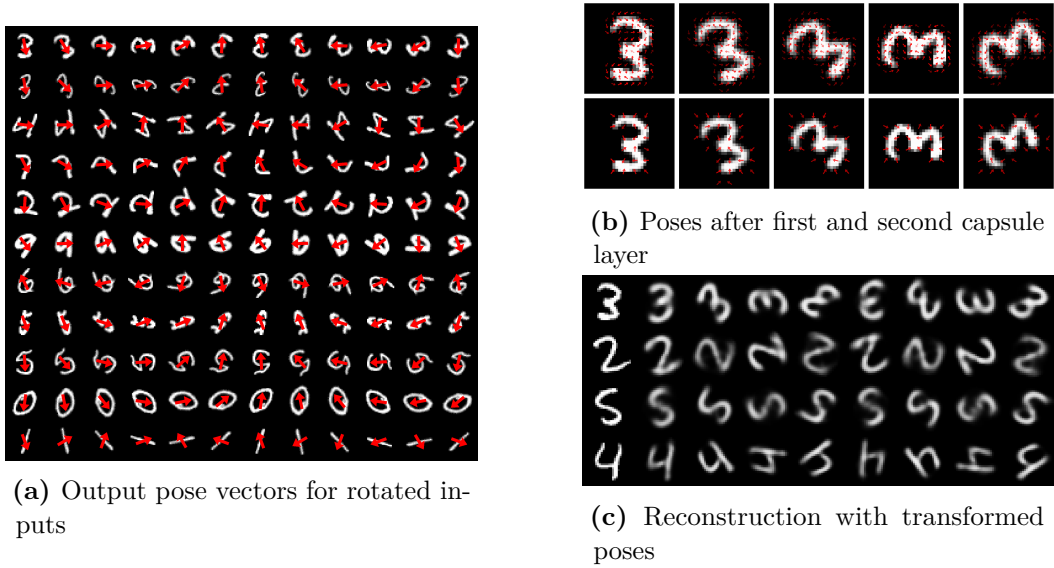 (a) Output pose vectors for rotated in-
puts
(b) Poses after first and second capsule
layer
(c) Reconstruction with transformed
poses